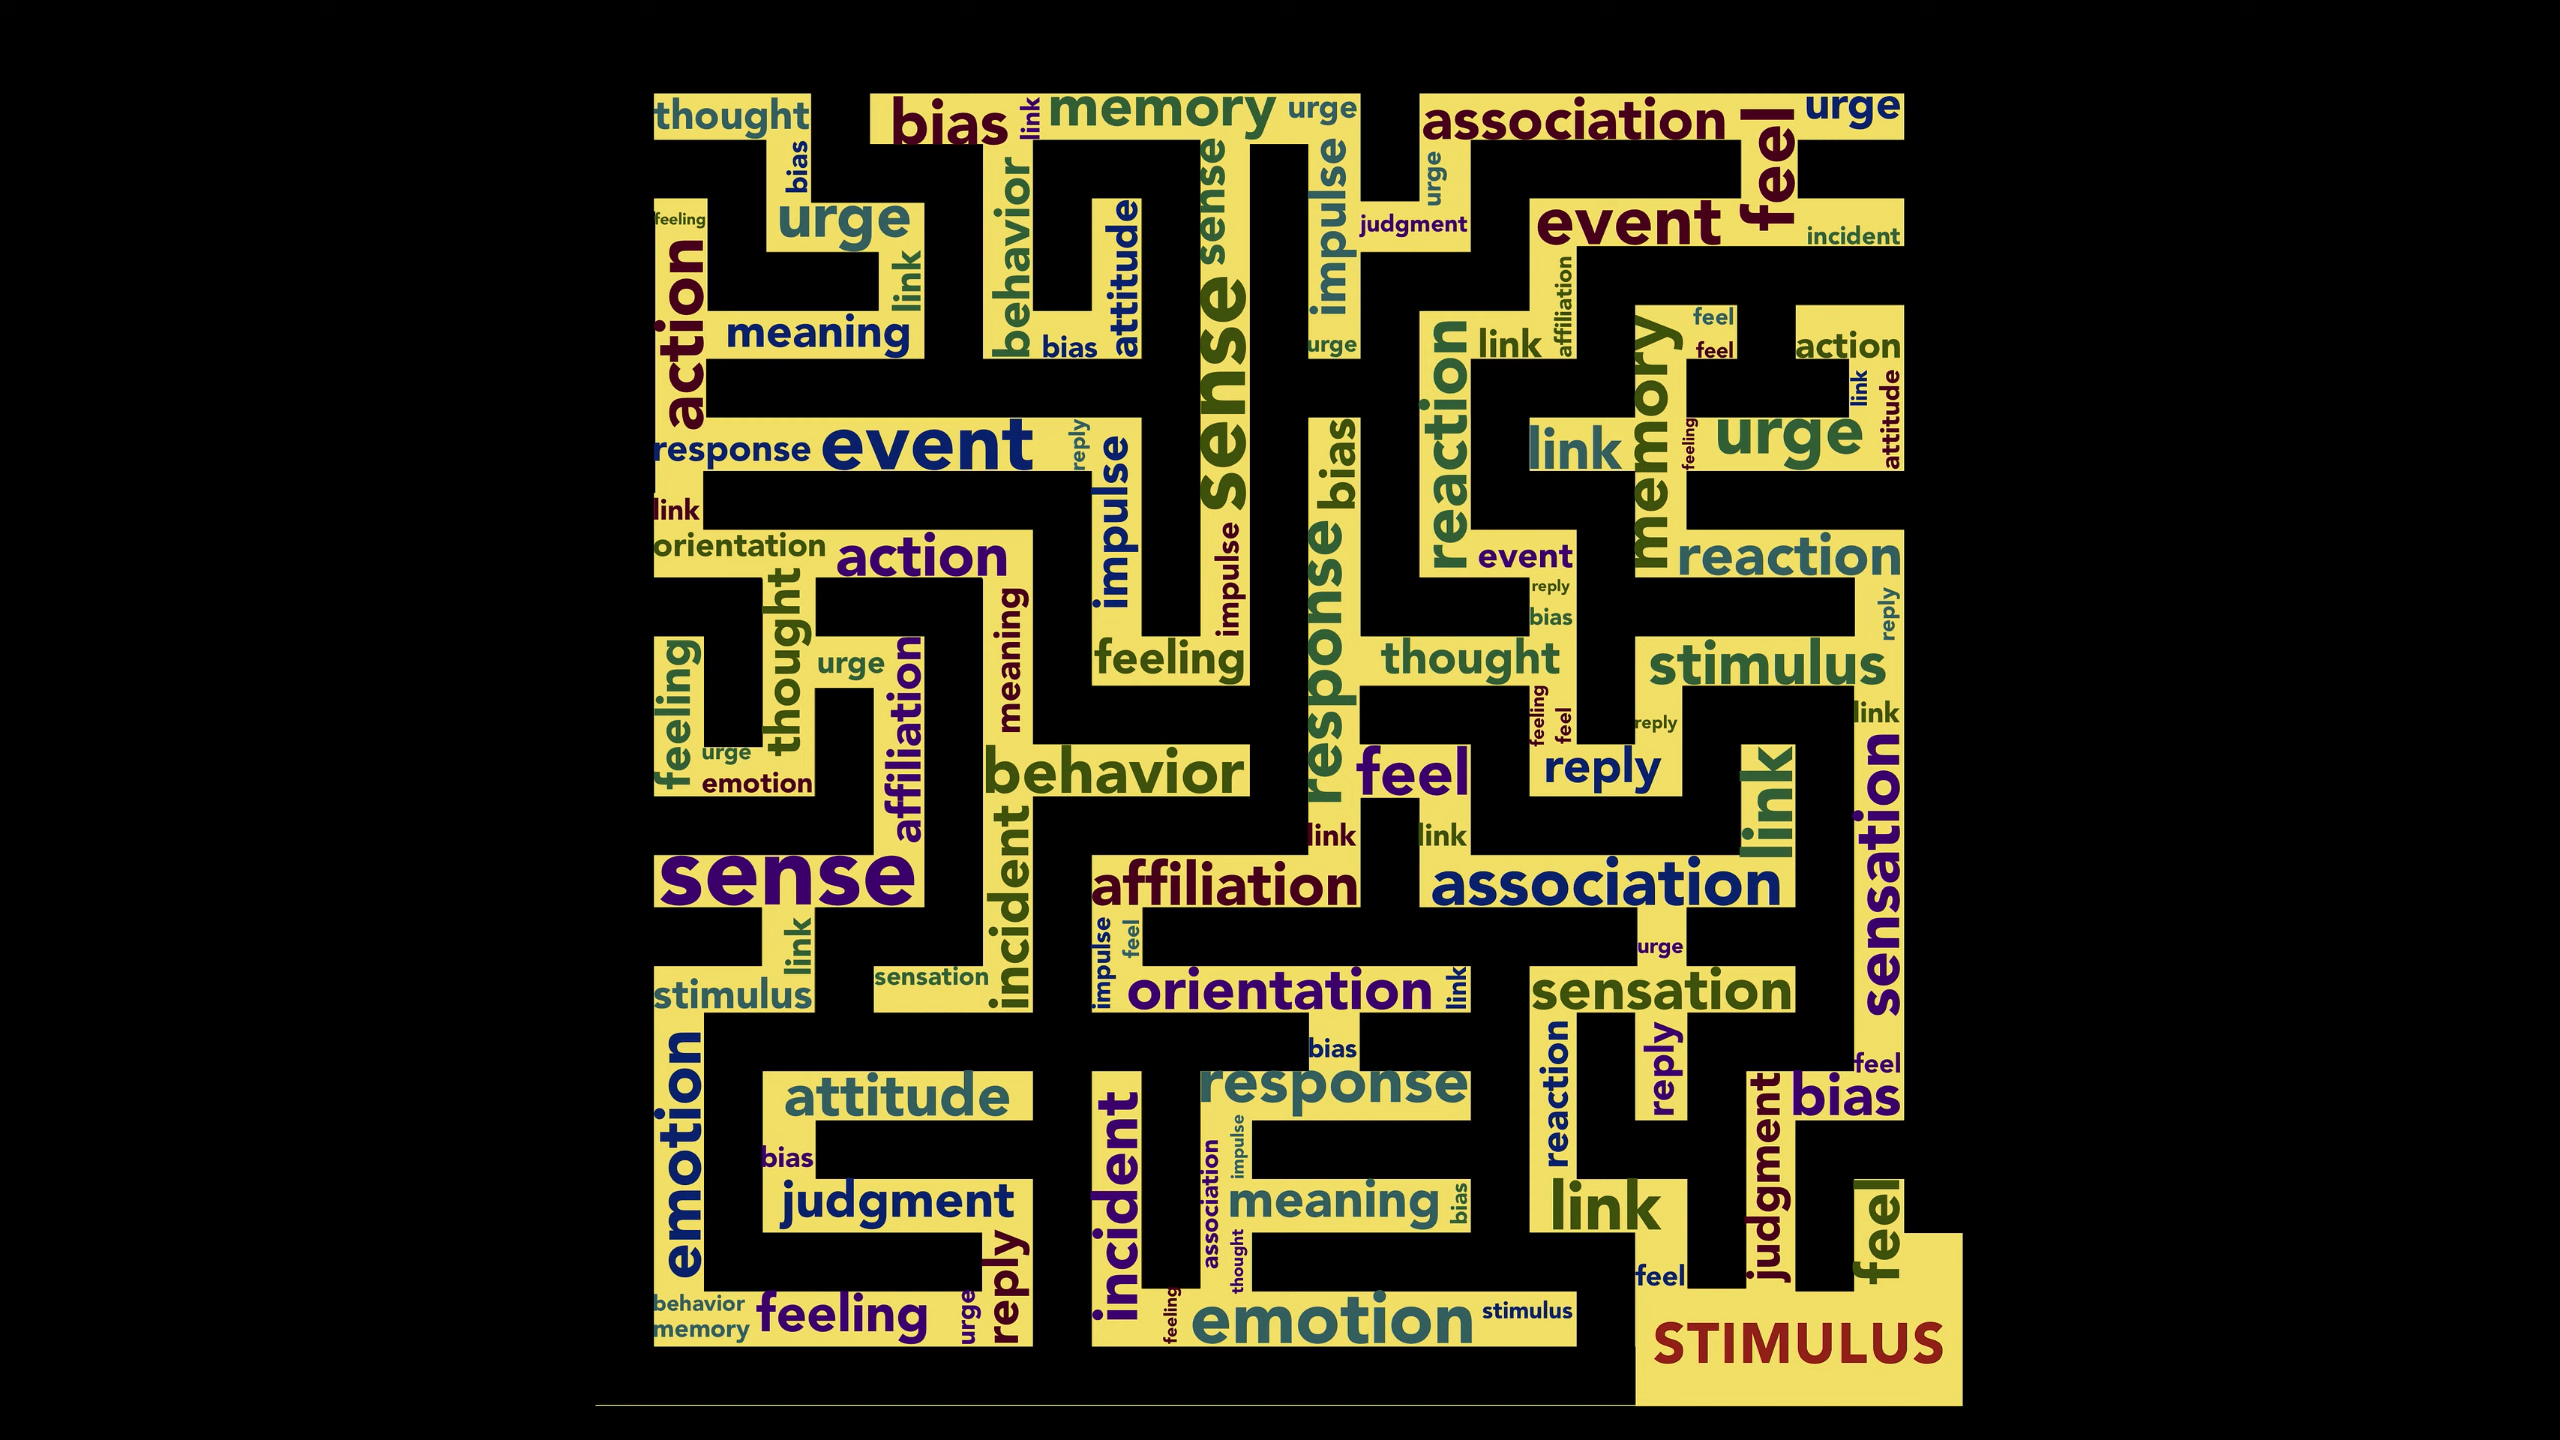 thought
bias link memory urge
association feel urge
bias
behavior
sense
impulse
urge
judgment
feeling
urge
attitude
event
incident
action
link
sense
affiliation
meaning
bias
urge
reaction
link
memory
feel
feel
action
link
attitude
response event reply
impulse
bias
link
feeling
urge
link
impulse
response
orientation action
event
reaction
thought
meaning
reply
bias
reply
feeling
urge
affiliation
feeling
thought
stimulus
urge
emotion
feeling
feel
reply
link
behavior
feel
reply
link
sensation
incident
link
link
sense
affiliation
association
link
impulse
feel
urge
stimulus
sensation
orientation link
sensation
emotion
bias
reaction
reply
feel
attitude
incident
response
judgment
bias
bias
association
impulse
judgment
meaning
bias
link
feel
reply
thought
feel
behavior
memory
feeling
urge
feeling
emotion
stimulus
STIMULUS